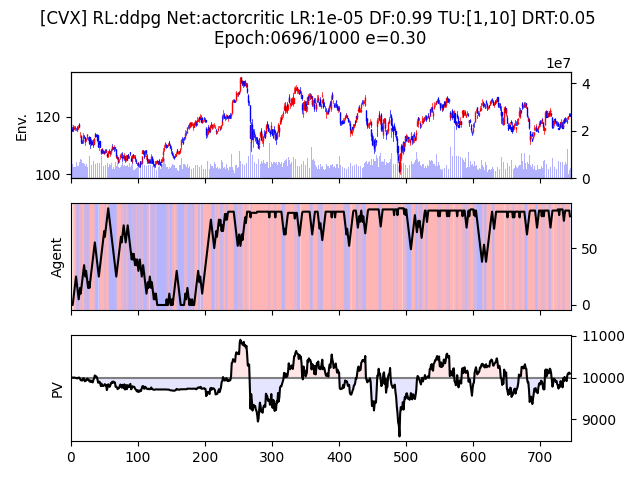 [CVX] RL:ddpg Net:actorcritic LR:1e-05 DF:0.99 TU:[1,10] DRT:0.05
Epoch:0696/1000 e=0.30
1e7
Env.
120
100
4
2
0
Agent
50
0
PV
11000
10000
9000
0 100 200 300 400 500 600 700